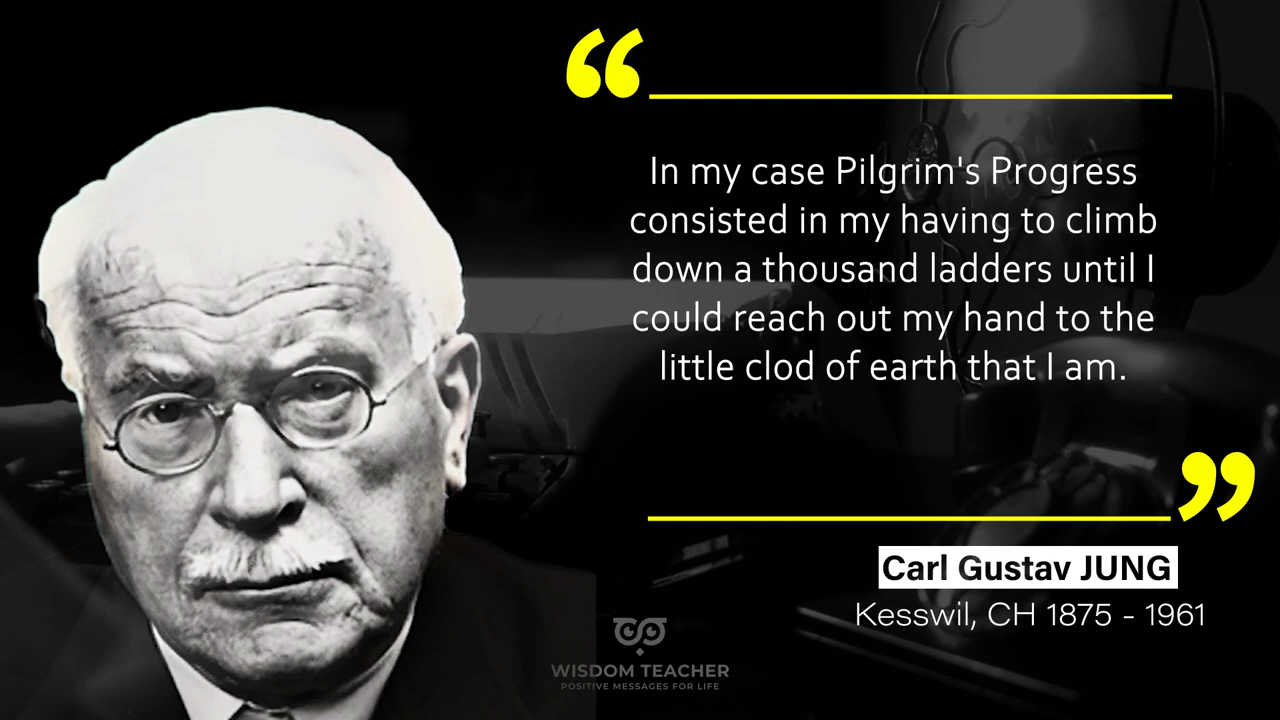 “
In my case Pilgrim's Progress
consisted in my having to climb
down a thousand ladders until I
could reach out my hand to the
little clod of earth that I am.
”
Carl Gustav JUNG
Kesswil, CH 1875 - 1961
WISDOM TEACHER
POSITIVE MESSAGES FOR LIFE